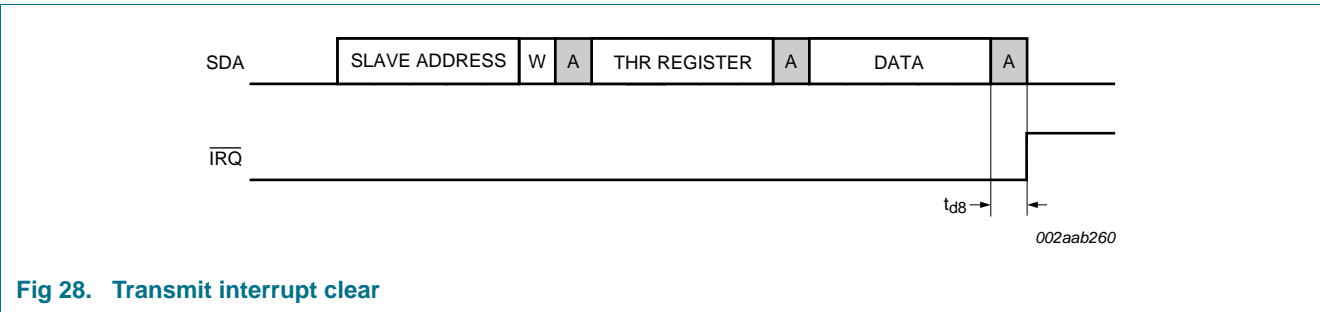 SDA SLAVE ADDRESS W A THR REGISTER A DATA A
IRQ
td8
002aab260
Fig 28. Transmit interrupt clear